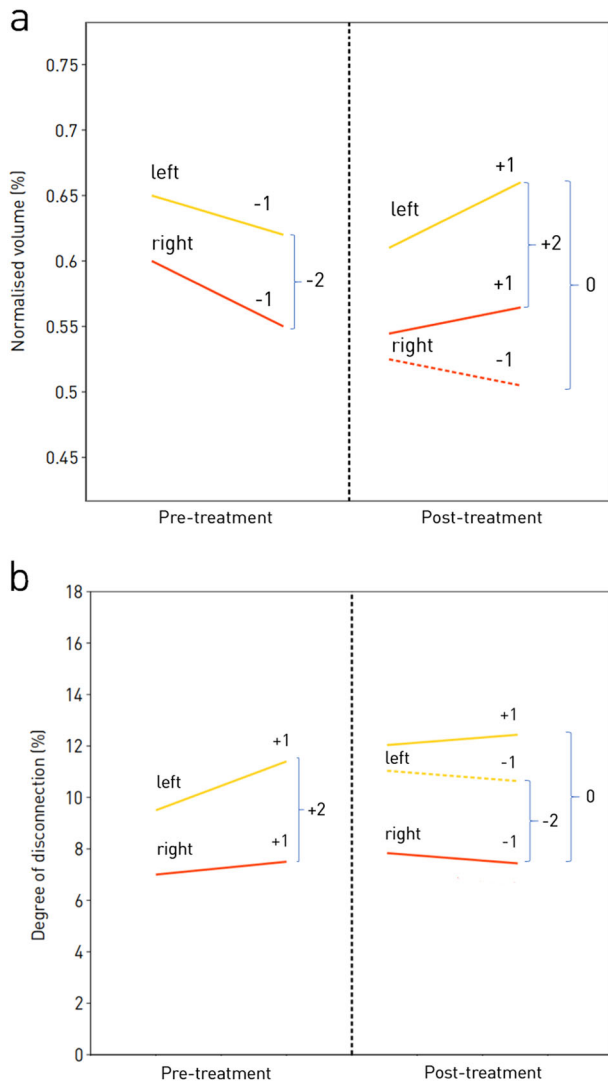 a
Normalised volume (%)
0.75
0.7
0.65
0.6
0.55
0.5
0.45
left
-1
right
-1
-2
+1
left
+2
+1
0
right
-1
Pre-treatment
Post-treatment
b
Degree of disconnection (%)
18
16
14
12
10
8
6
4
2
0
+1
left
+2
right
+1
+1
left
-1
0
-2
right
-1
Pre-treatment
Post-treatment